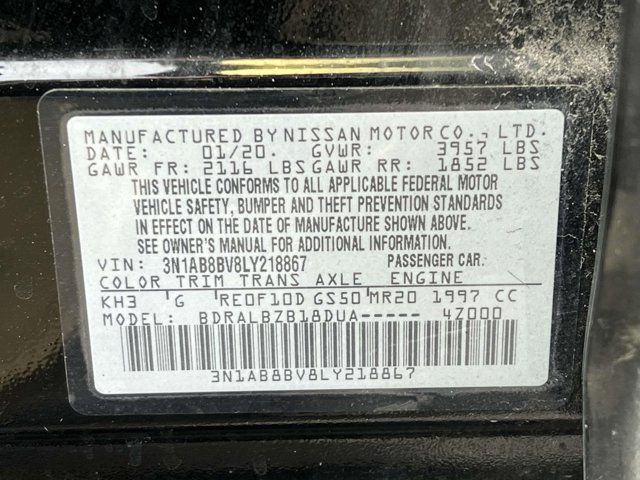 MANUFACTURED BY NISSAN MOTOR CO., LTD.
DATE: 01/20. GVWR: 3957 LBS
GAWR FR: 2116 LBS GAWR RR: 1852 LBS
THIS VEHICLE CONFORMS TO ALL APPLICABLE FEDERAL MOTOR
VEHICLE SAFETY, BUMPER AND THEFT PREVENTION STANDARDS
IN EFFECT ON THE DATE OF MANUFACTURE SHOWN ABOVE.
SEE OWNER'S MANUAL FOR ADDITIONAL INFORMATION.
VIN: 3N1AB8BV8LY218867 PASSENGER CAR.
COLOR TRIM TRANS AXLE ENGINE
KH3 G RE0F10D GS50 MR20 1997 CC
MODEL: BDRALBZB18DUA----- 4Z000
3N1AB8BV8LY218867